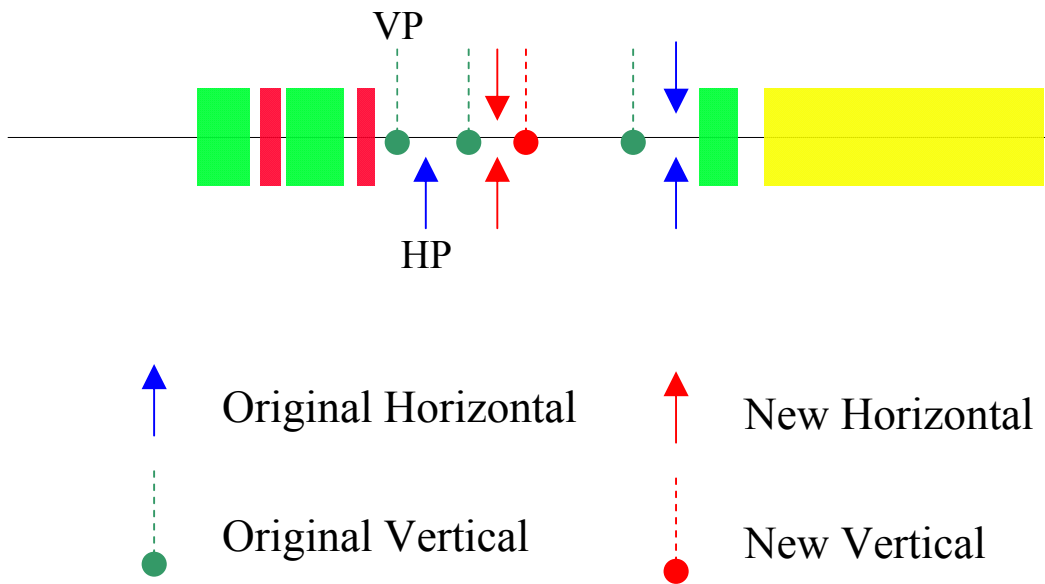 VP
HP
Original Horizontal
New Horizontal
Original Vertical
New Vertical